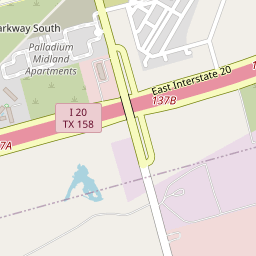 arkway South
Palladium
Midland
Apartments
East Interstate 20
137B
I 20
TX 158
7A